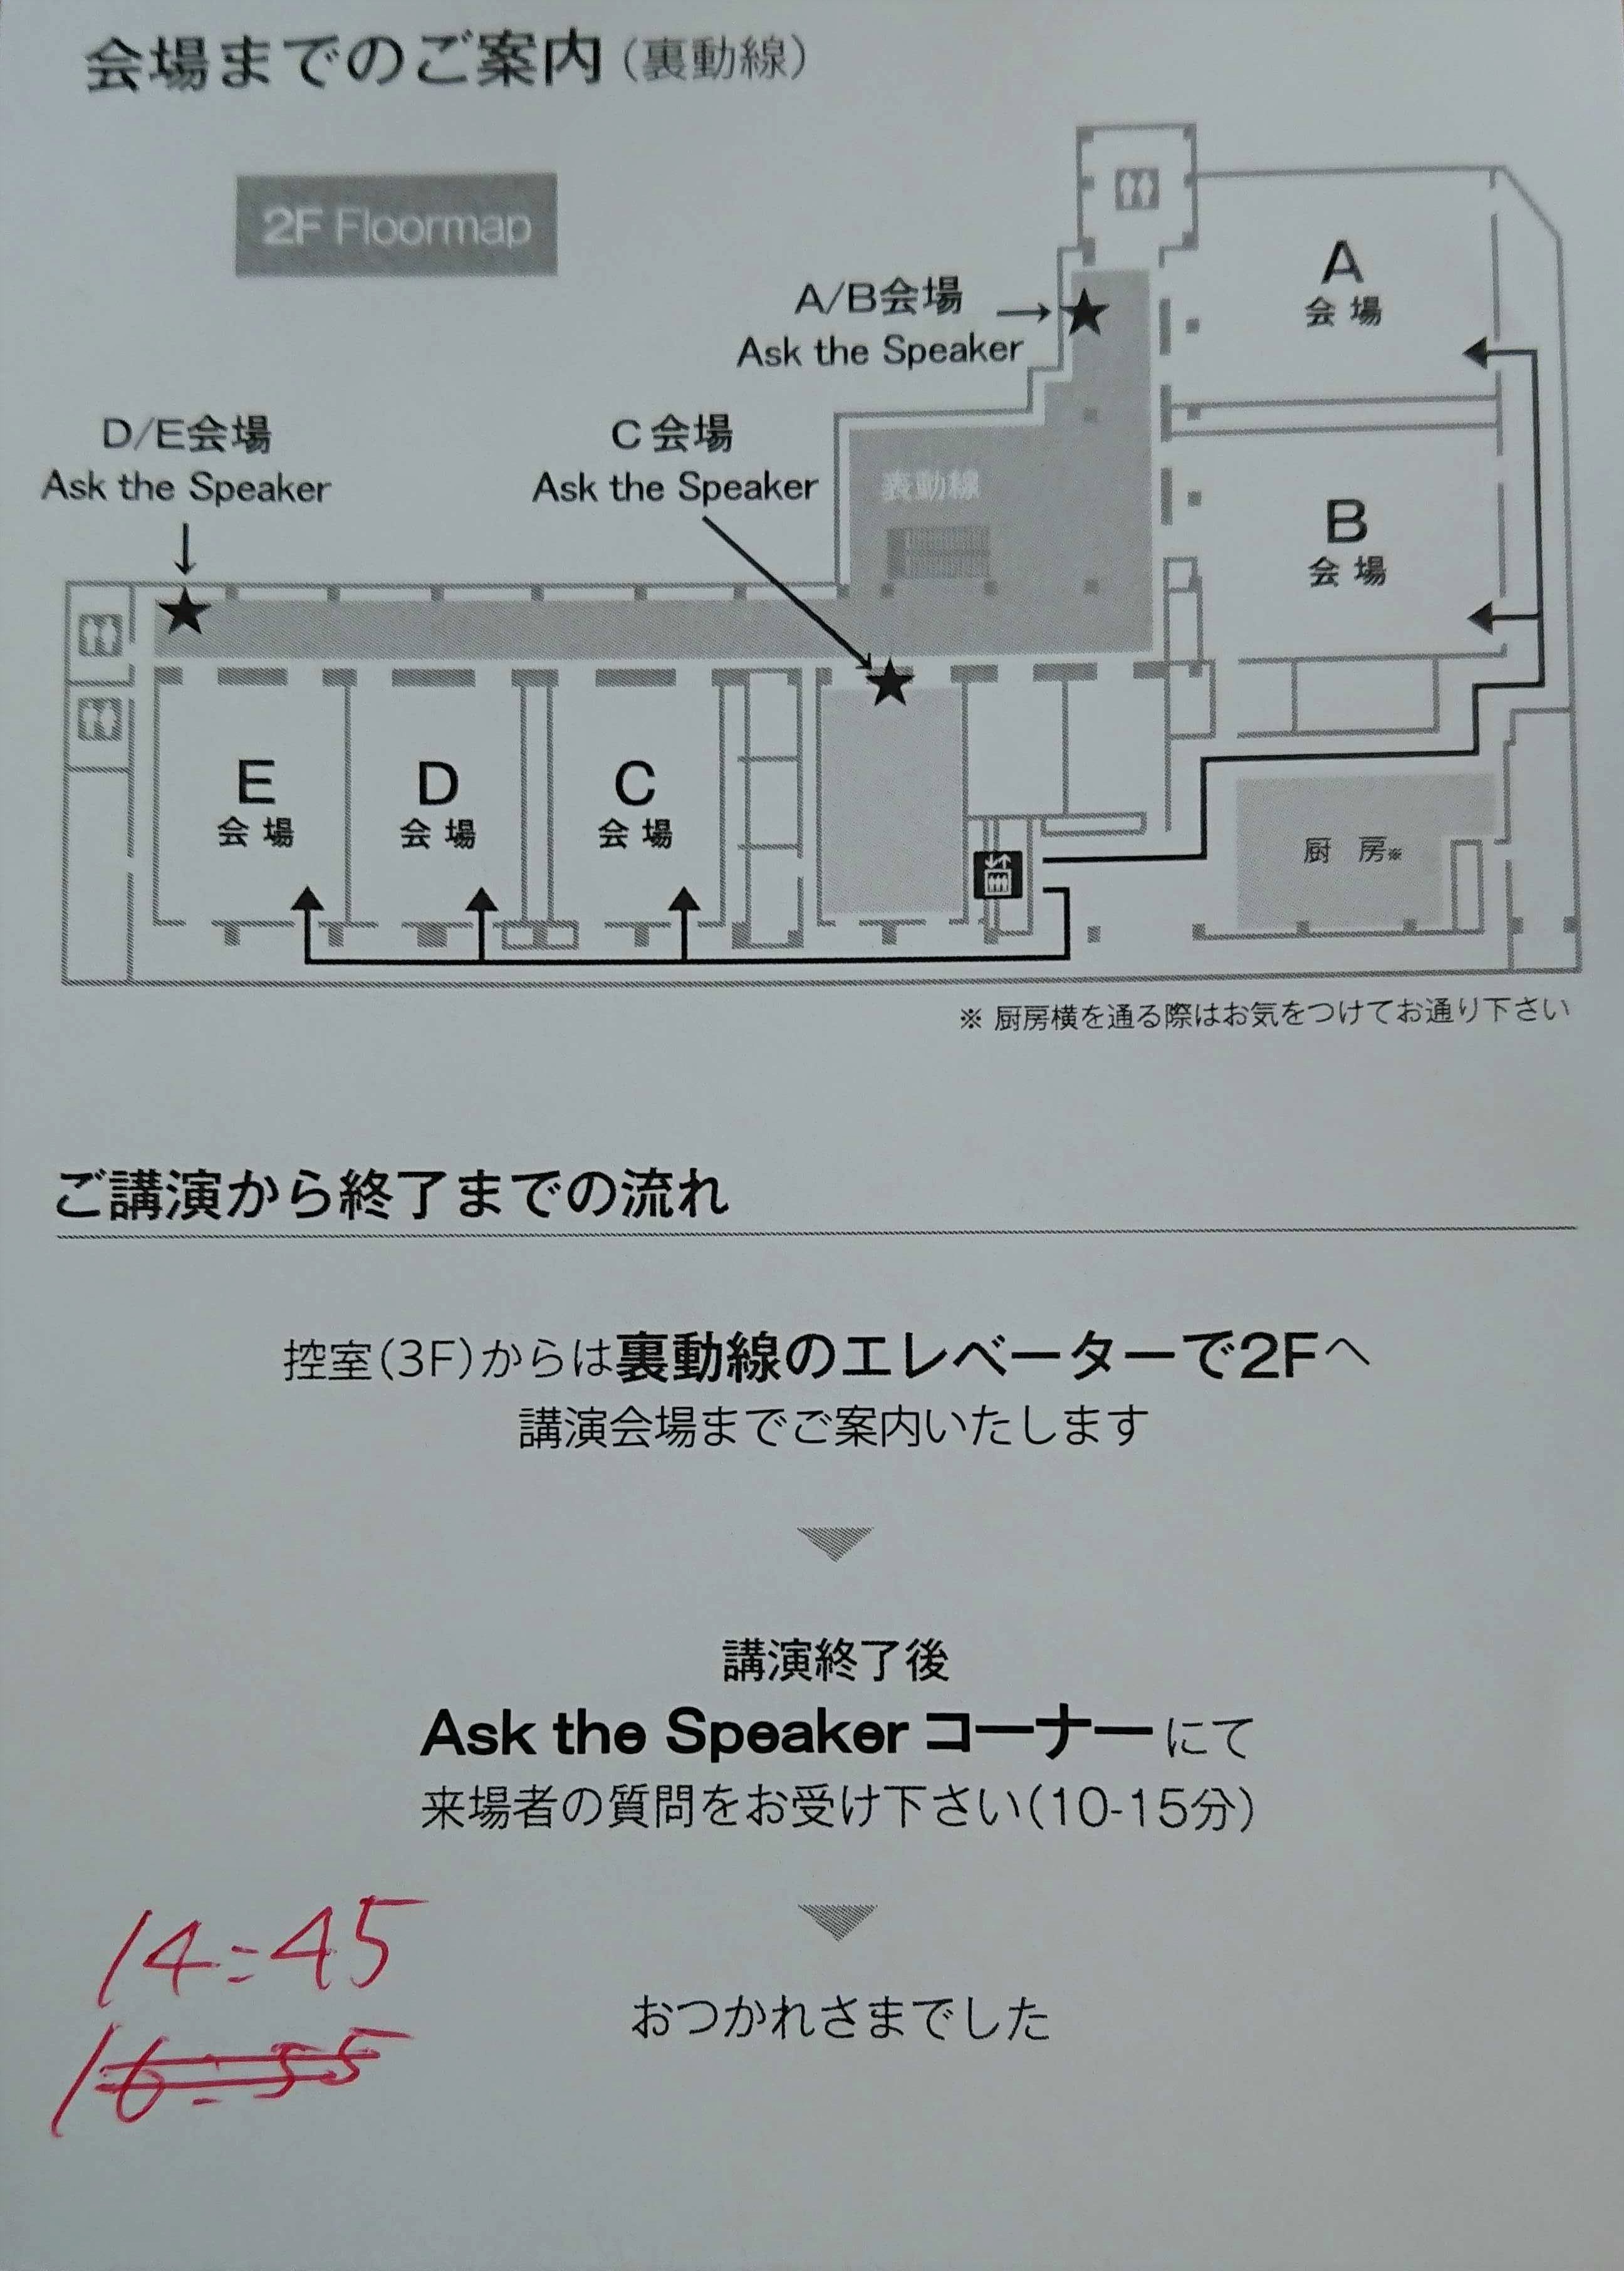 会場までのご案内(裏動線)
2F Floormap
A
会場
A/B会場
Ask the Speaker
D/E会場
Ask the Speaker
C会場
Ask the Speaker
表動線
B
会場
E
会場
D
会場
C
会場
厨 房※
※ 厨房横を通る際はお気をつけてお通り下さい
ご講演から終了までの流れ
控室(3F)からは裏動線のエレベーターで2Fへ
講演会場までご案内いたします
講演終了後
Ask the Speaker コーナーにて
来場者の質問をお受け下さい(10-15分)
おつかれさまでした
14:45
16:55